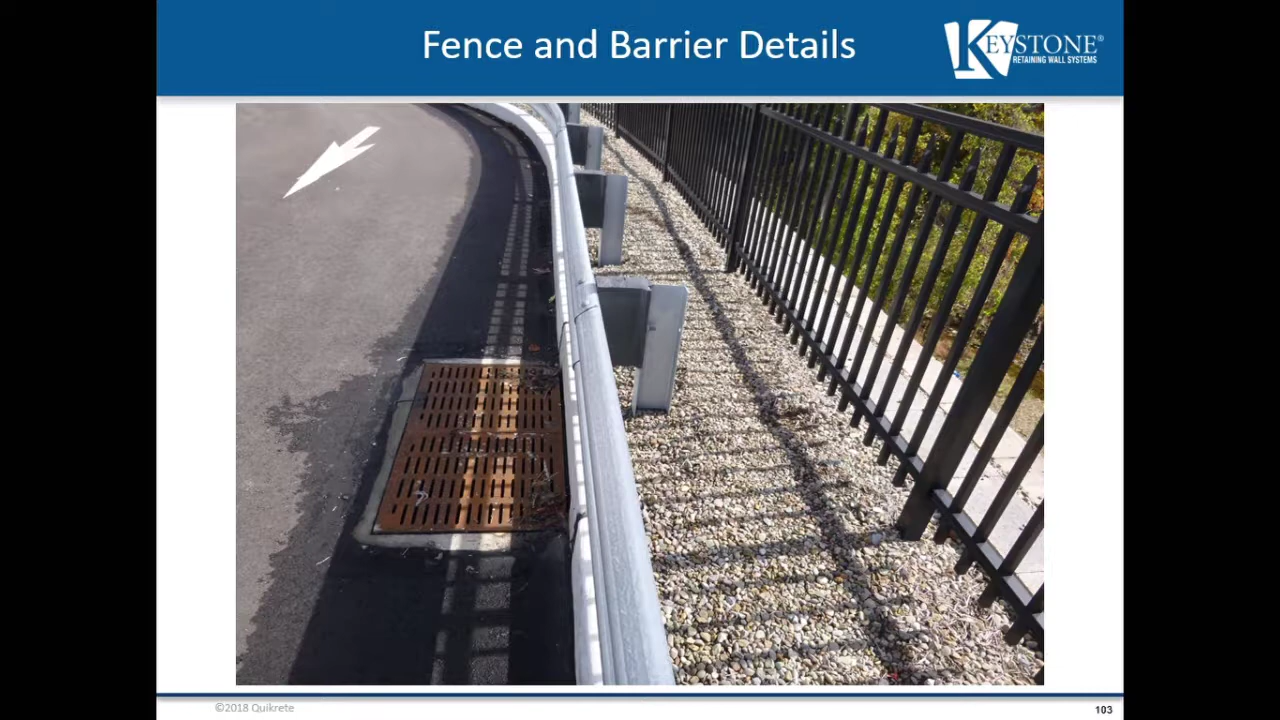 Fence and Barrier Details
KEYSTONE®
RETAINING WALL SYSTEMS
©2018 Quikrete
103